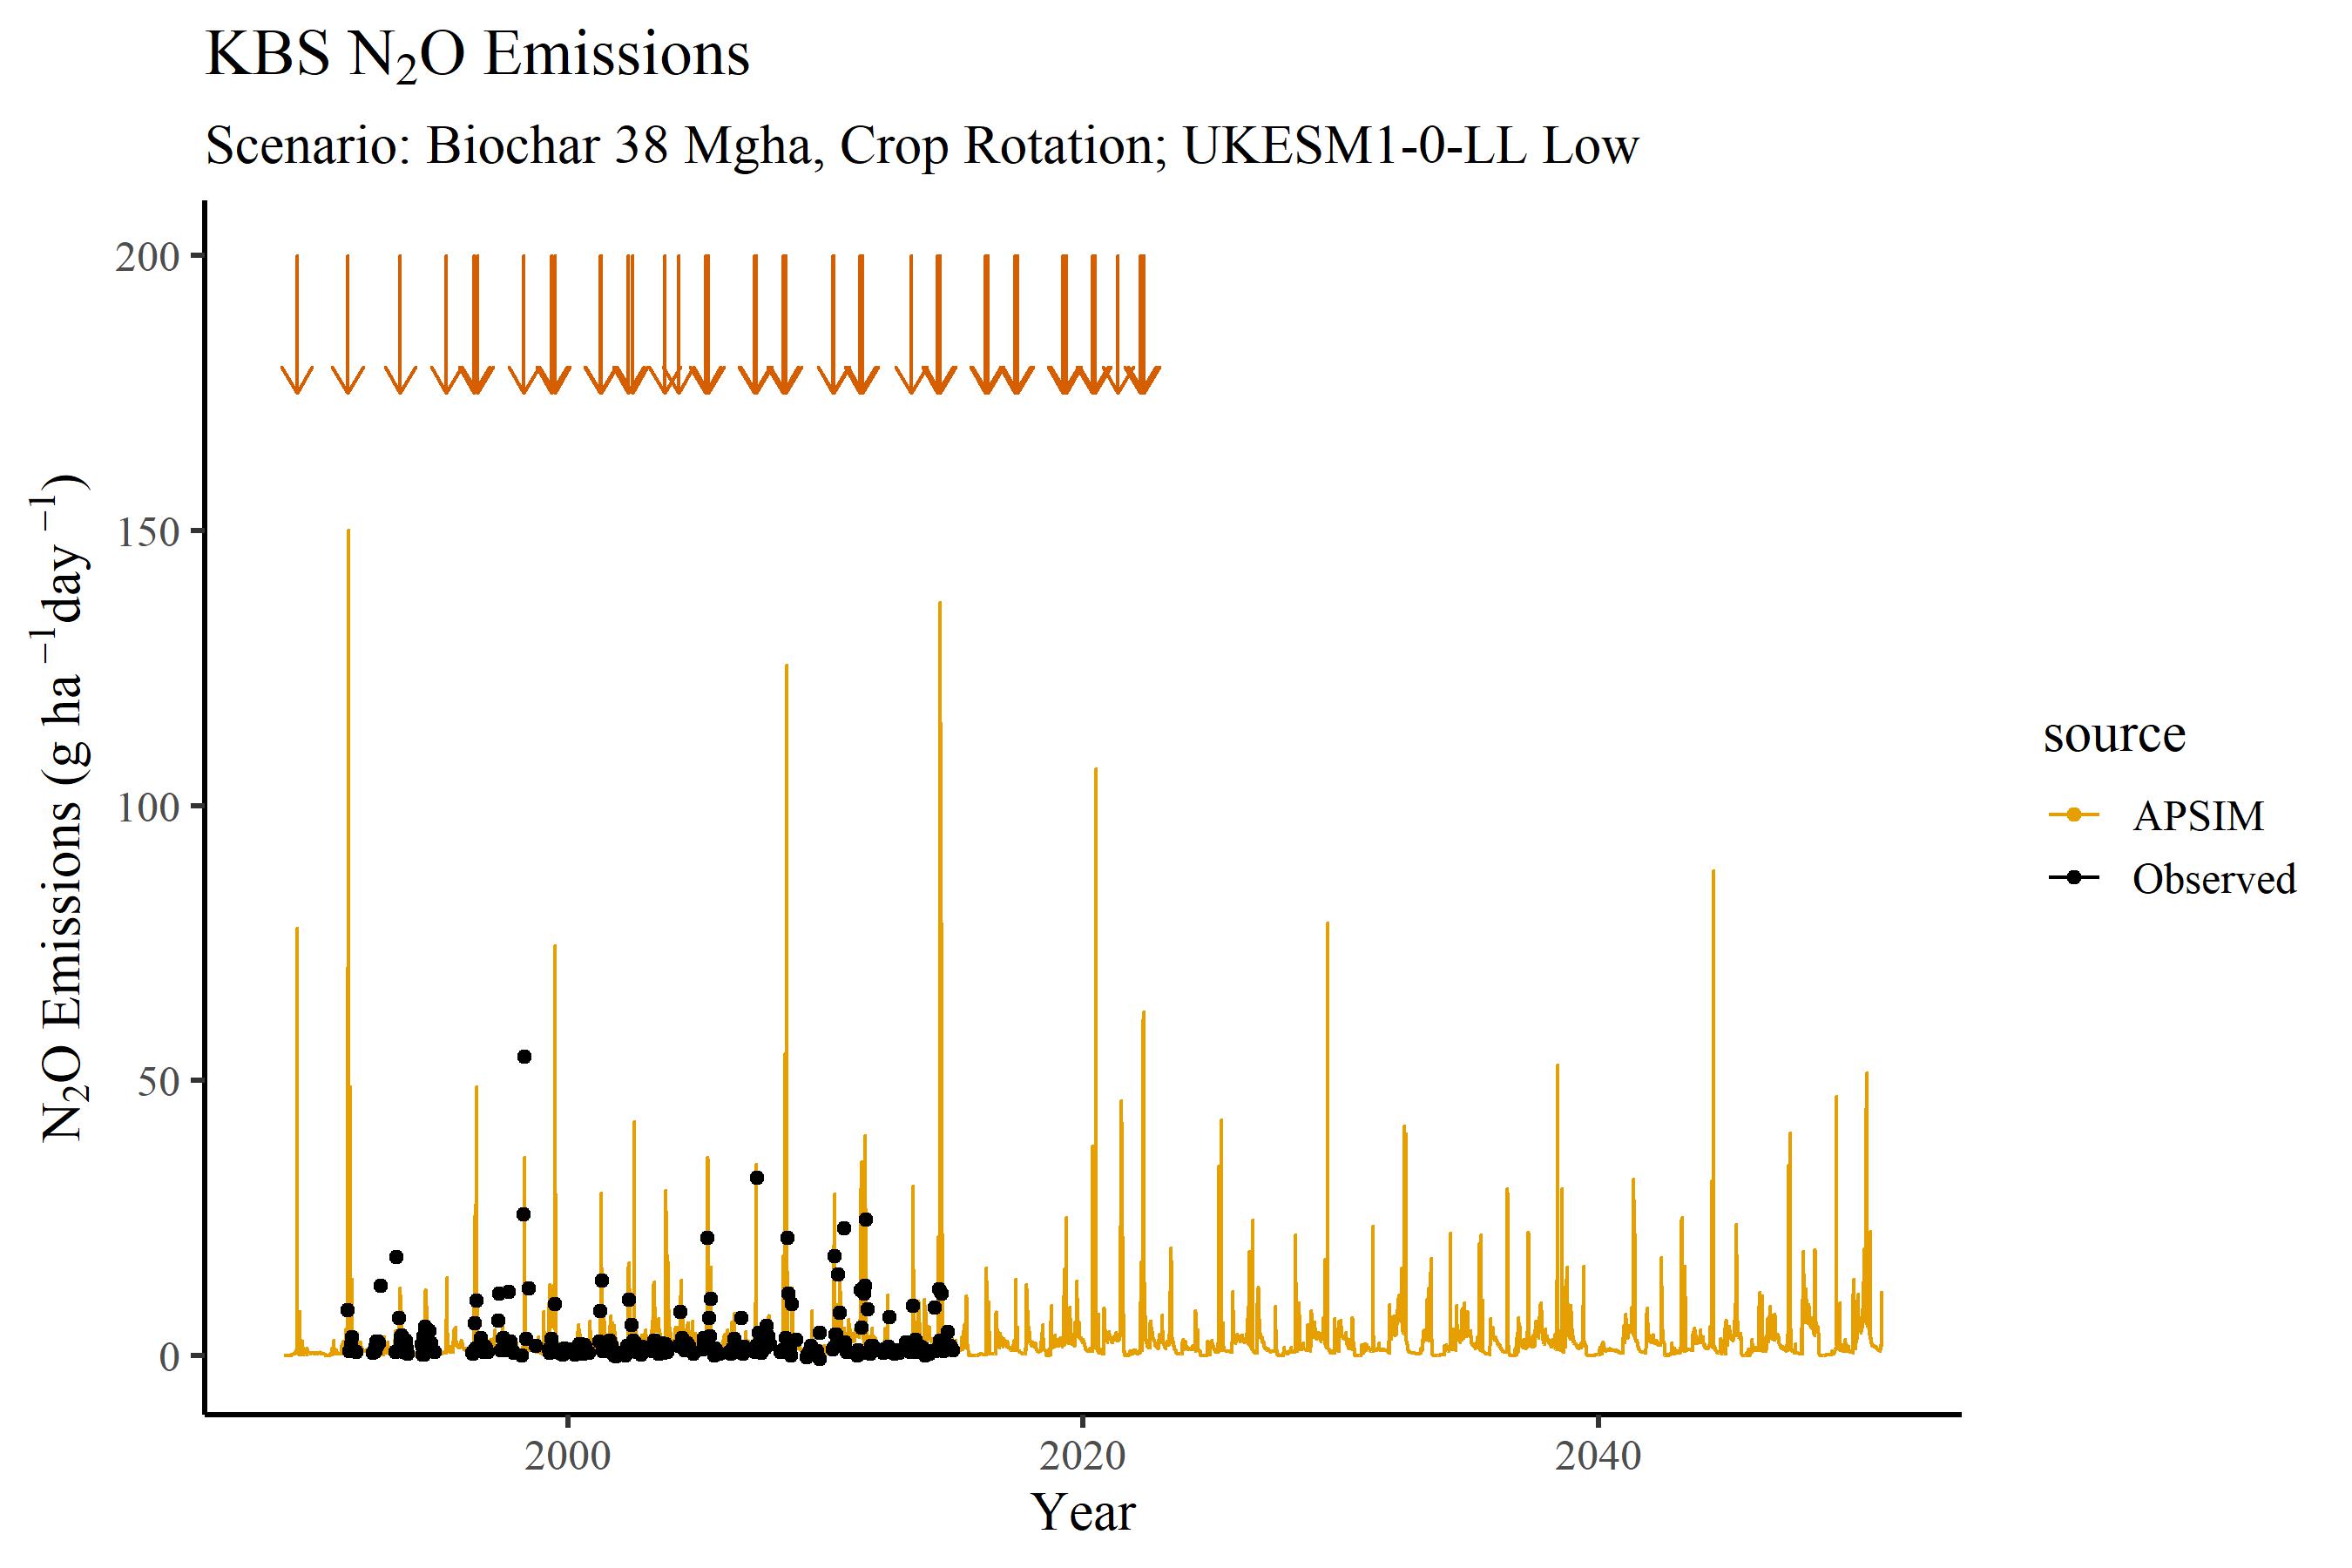 KBS N₂O Emissions
Scenario: Biochar 38 Mgha, Crop Rotation; UKESM1-0-LL Low
N₂O Emissions (g ha ⁻¹day ⁻¹)
200
150
100
50
0
2000
2020
2040
Year
source
APSIM
Observed